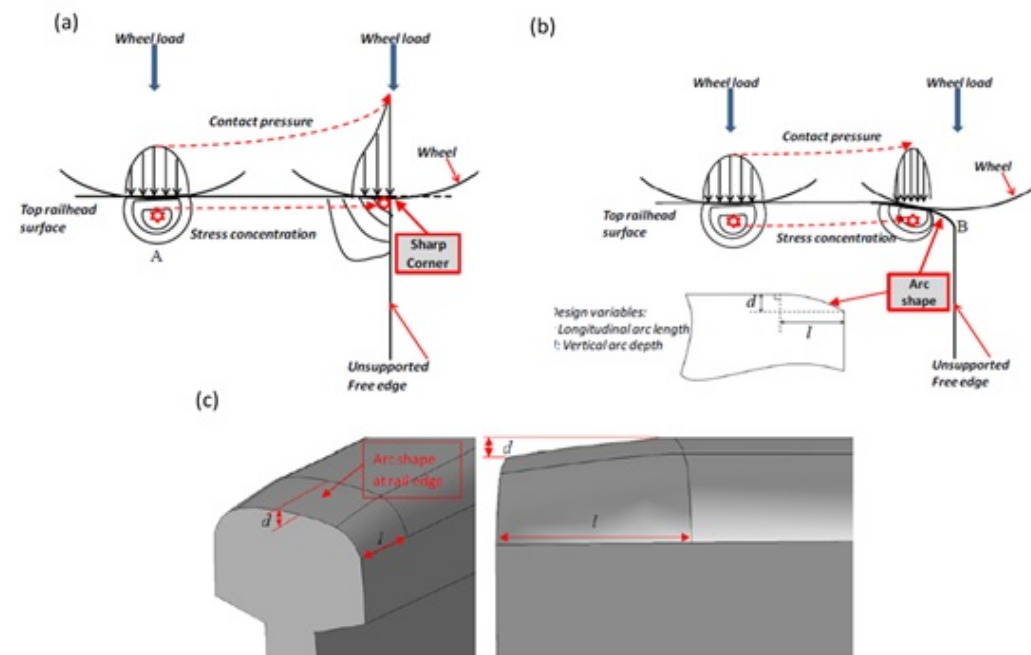 (a)
Wheel load
Wheel load
Contact pressure
Wheel
Top railhead
surface
Stress concentration
A
Sharp
Corner
Unsupported
Free edge
(b)
Wheel load
Wheel load
Contact pressure
Wheel
Top railhead
surface
Stress concentration
B
Arc
shape
d
l
Design variables:
Longitudinal arc length
: Vertical arc depth
Unsupported
Free edge
(c)
Arc shape
at rail edge
d
l
d
l